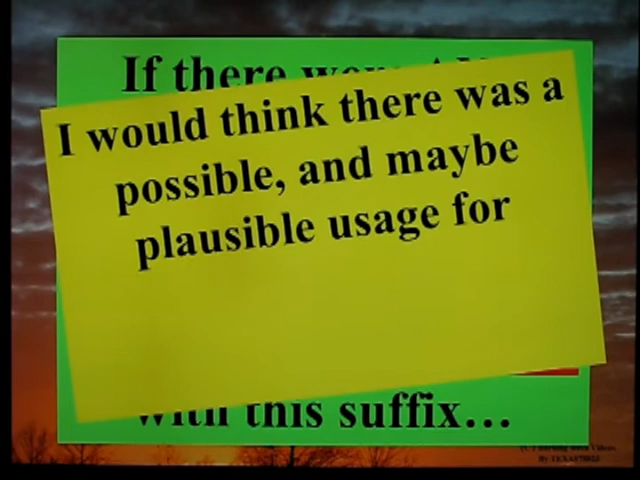 If there
I would think there was a
possible, and maybe
plausible usage for
with this suffix…